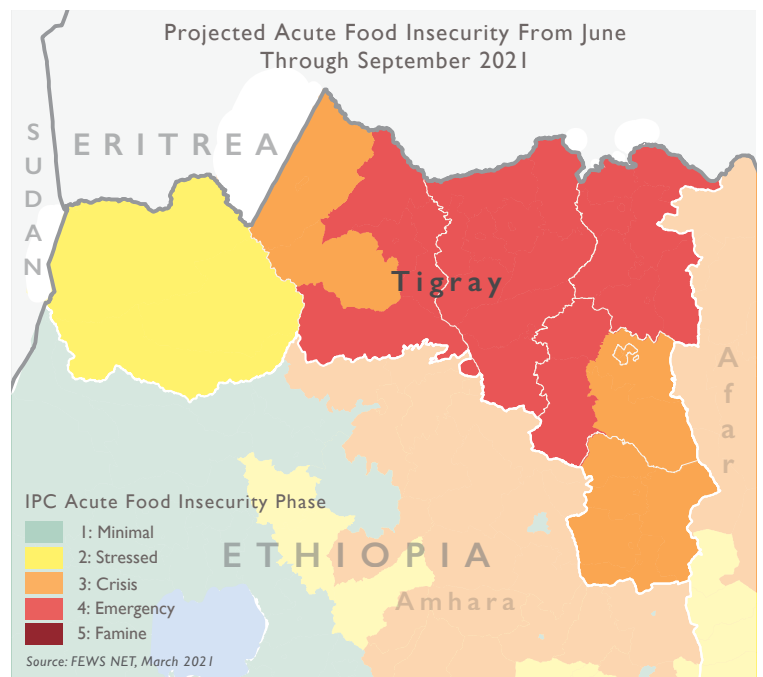 Projected Acute Food Insecurity From June
Through September 2021
SUDAN
ERITREA
Tigray
Afar
IPC Acute Food Insecurity Phase
1: Minimal
2: Stressed
3: Crisis
4: Emergency
5: Famine
ETHIOPIA
Amhara
Source: FEWS NET, March 2021